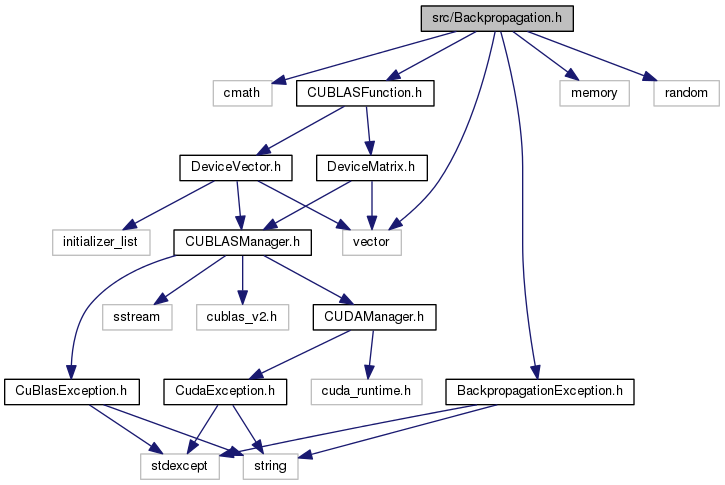 src/Backpropagation.h
cmath
CUBLASFunction.h
memory
random
DeviceVector.h
DeviceMatrix.h
initializer_list
CUBLASManager.h
vector
sstream
cublas_v2.h
CUDAManager.h
CuBlasException.h
CudaException.h
cuda_runtime.h
BackpropagationException.h
stdexcept
string